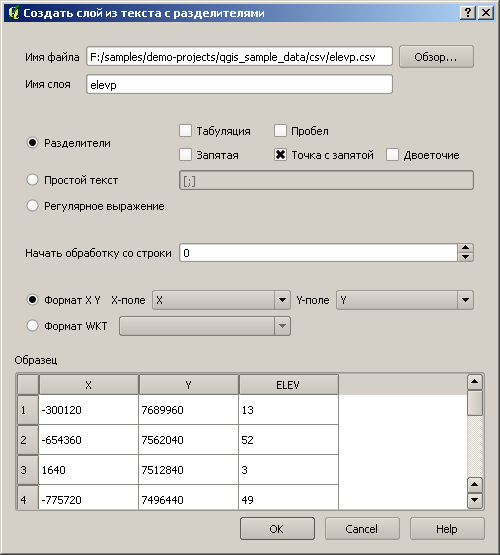 Создать слой из текста с разделителями
Имя файла F:/samples/demo-projects/qgis_sample_data/csv/elevp.csv Обзор...
Имя слоя elevp
Табуляция Пробел
Разделители
Запятая Точка с запятой Двоеточие
Простой текст [;]
Регулярное выражение
Начать обработку со строки 0
Формат X Y X-поле X Y-поле Y
Формат WKT
Образец
X Y ELEV
1 -300120 7689960 13
2 -654360 7562040 52
3 1640 7512840 3
4 -775720 7496440 49
OK Cancel Help